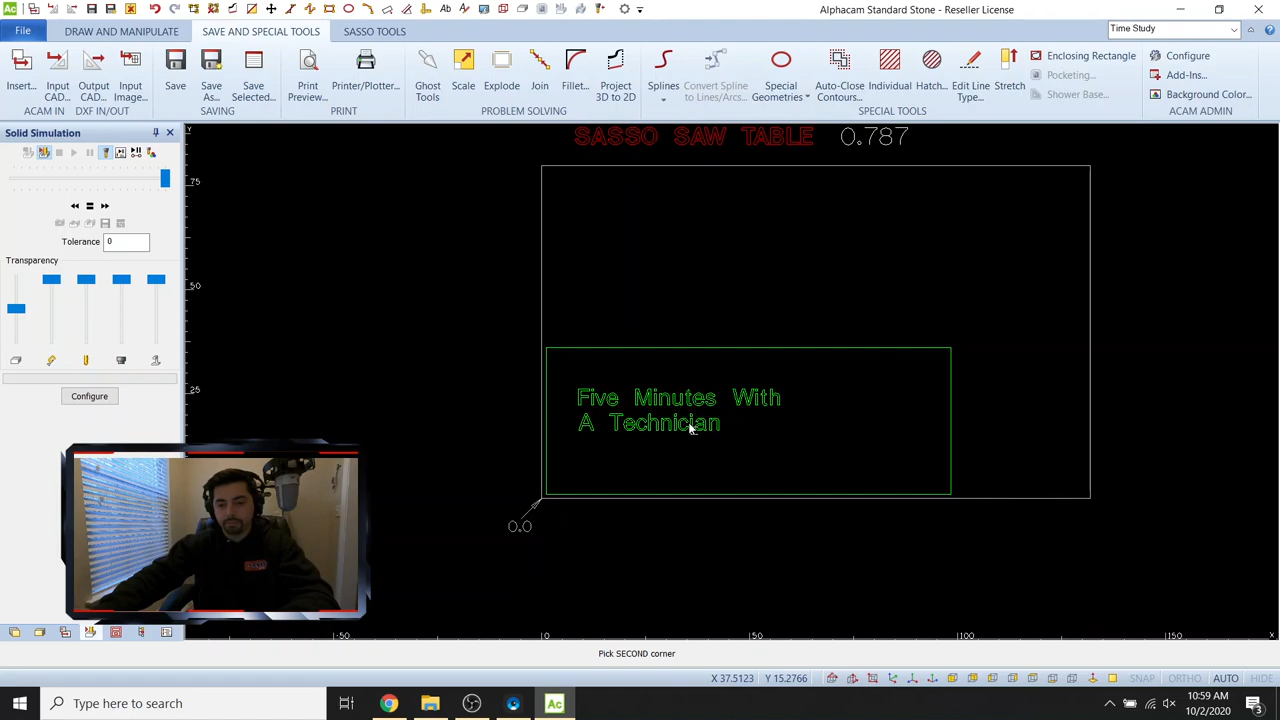 Alphacam Standard Stone - Reseller License
File
DRAW AND MANIPULATE
SAVE AND SPECIAL TOOLS
SASSO TOOLS
Time Study
Insert...
Input CAD...
Output CAD...
Input Image...
Save
Save As...
Save Selected...
Print Preview...
Printer/Plotter...
Ghost Tools
Scale
Explode
Join
Fillet...
Project 3D to 2D
Splines
Convert Spline to Lines/Arcs...
Special Geometries
Auto-Close Contours...
Individual
Hatch...
Edit Line Type...
Stretch
Enclosing Rectangle
Pocketing...
Shower Base...
Configure
Add-Ins...
Background Color...
ACAM IN
DXF IN/OUT
SAVING
PRINT
PROBLEM SOLVING
SPECIAL TOOLS
ACAM ADMIN
Solid Simulation
Tolerance
0
Transparency
Configure
SASSO SAW TABLE 0.787
Y
75
50
25
Five Minutes With
A Technician
0.0
-50
0
50
100
150
X
Pick SECOND corner
X 37.5123
Y 15.2766
SNAP
ORTHO
AUTO
HIDE
Type here to search
10:59 AM
10/2/2020
3